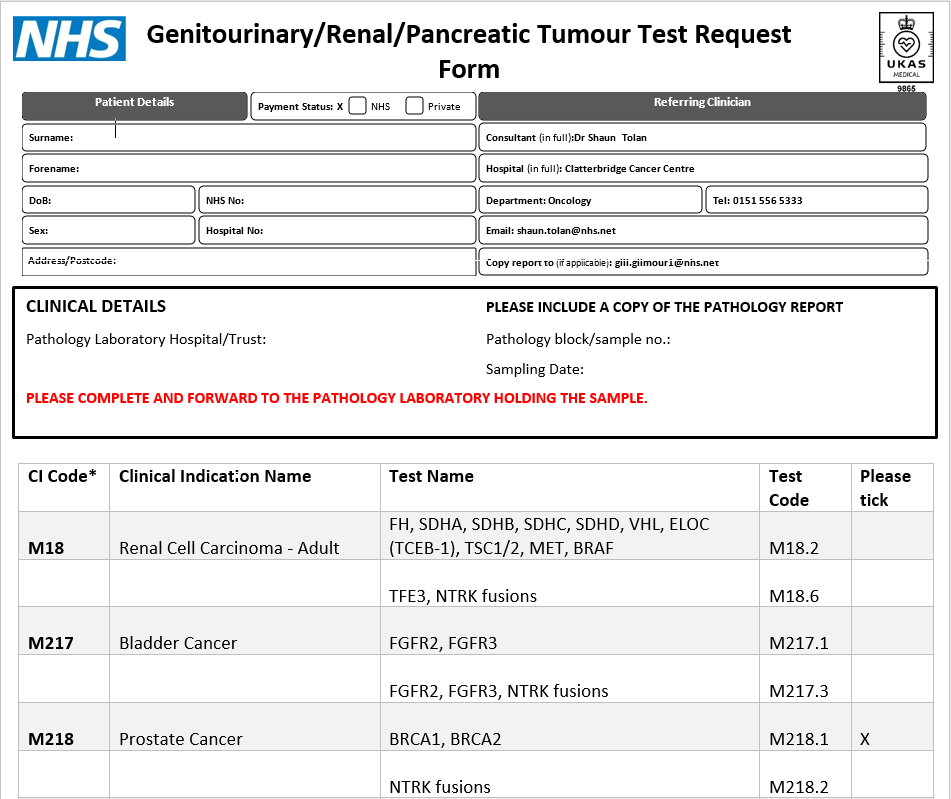 NHS
Genitourinary/Renal/Pancreatic Tumour Test Request
Form
UKAS
MEDICAL
9865
Patient Details
Payment Status: X NHS Private
Referring Clinician
Surname:
Consultant (in full):Dr Shaun Tolan
Forename:
Hospital (in full): Clatterbridge Cancer Centre
DoB:
NHS No:
Department: Oncology
Tel: 0151 556 5333
Sex:
Hospital No:
Email: shaun.tolan@nhs.net
Address/Postcode:
Copy report to (if applicable): @nhs.net
CLINICAL DETAILS
PLEASE INCLUDE A COPY OF THE PATHOLOGY REPORT
Pathology Laboratory Hospital/Trust:
Pathology block/sample no.:
Sampling Date:
PLEASE COMPLETE AND FORWARD TO THE PATHOLOGY LABORATORY HOLDING THE SAMPLE.
CI Code* Clinical Indication Name Test Name Test Please
Code tick
FH, SDHA, SDHB, SDHC, SDHD, VHL, ELOC
M18 Renal Cell Carcinoma - Adult (TCEB-1), TSC1/2, MET, BRAF M18.2
TFE3, NTRK fusions M18.6
M217 Bladder Cancer FGFR2, FGFR3 M217.1
FGFR2, FGFR3, NTRK fusions M217.3
M218 Prostate Cancer BRCA1, BRCA2 M218.1 X
NTRK fusions M218.2